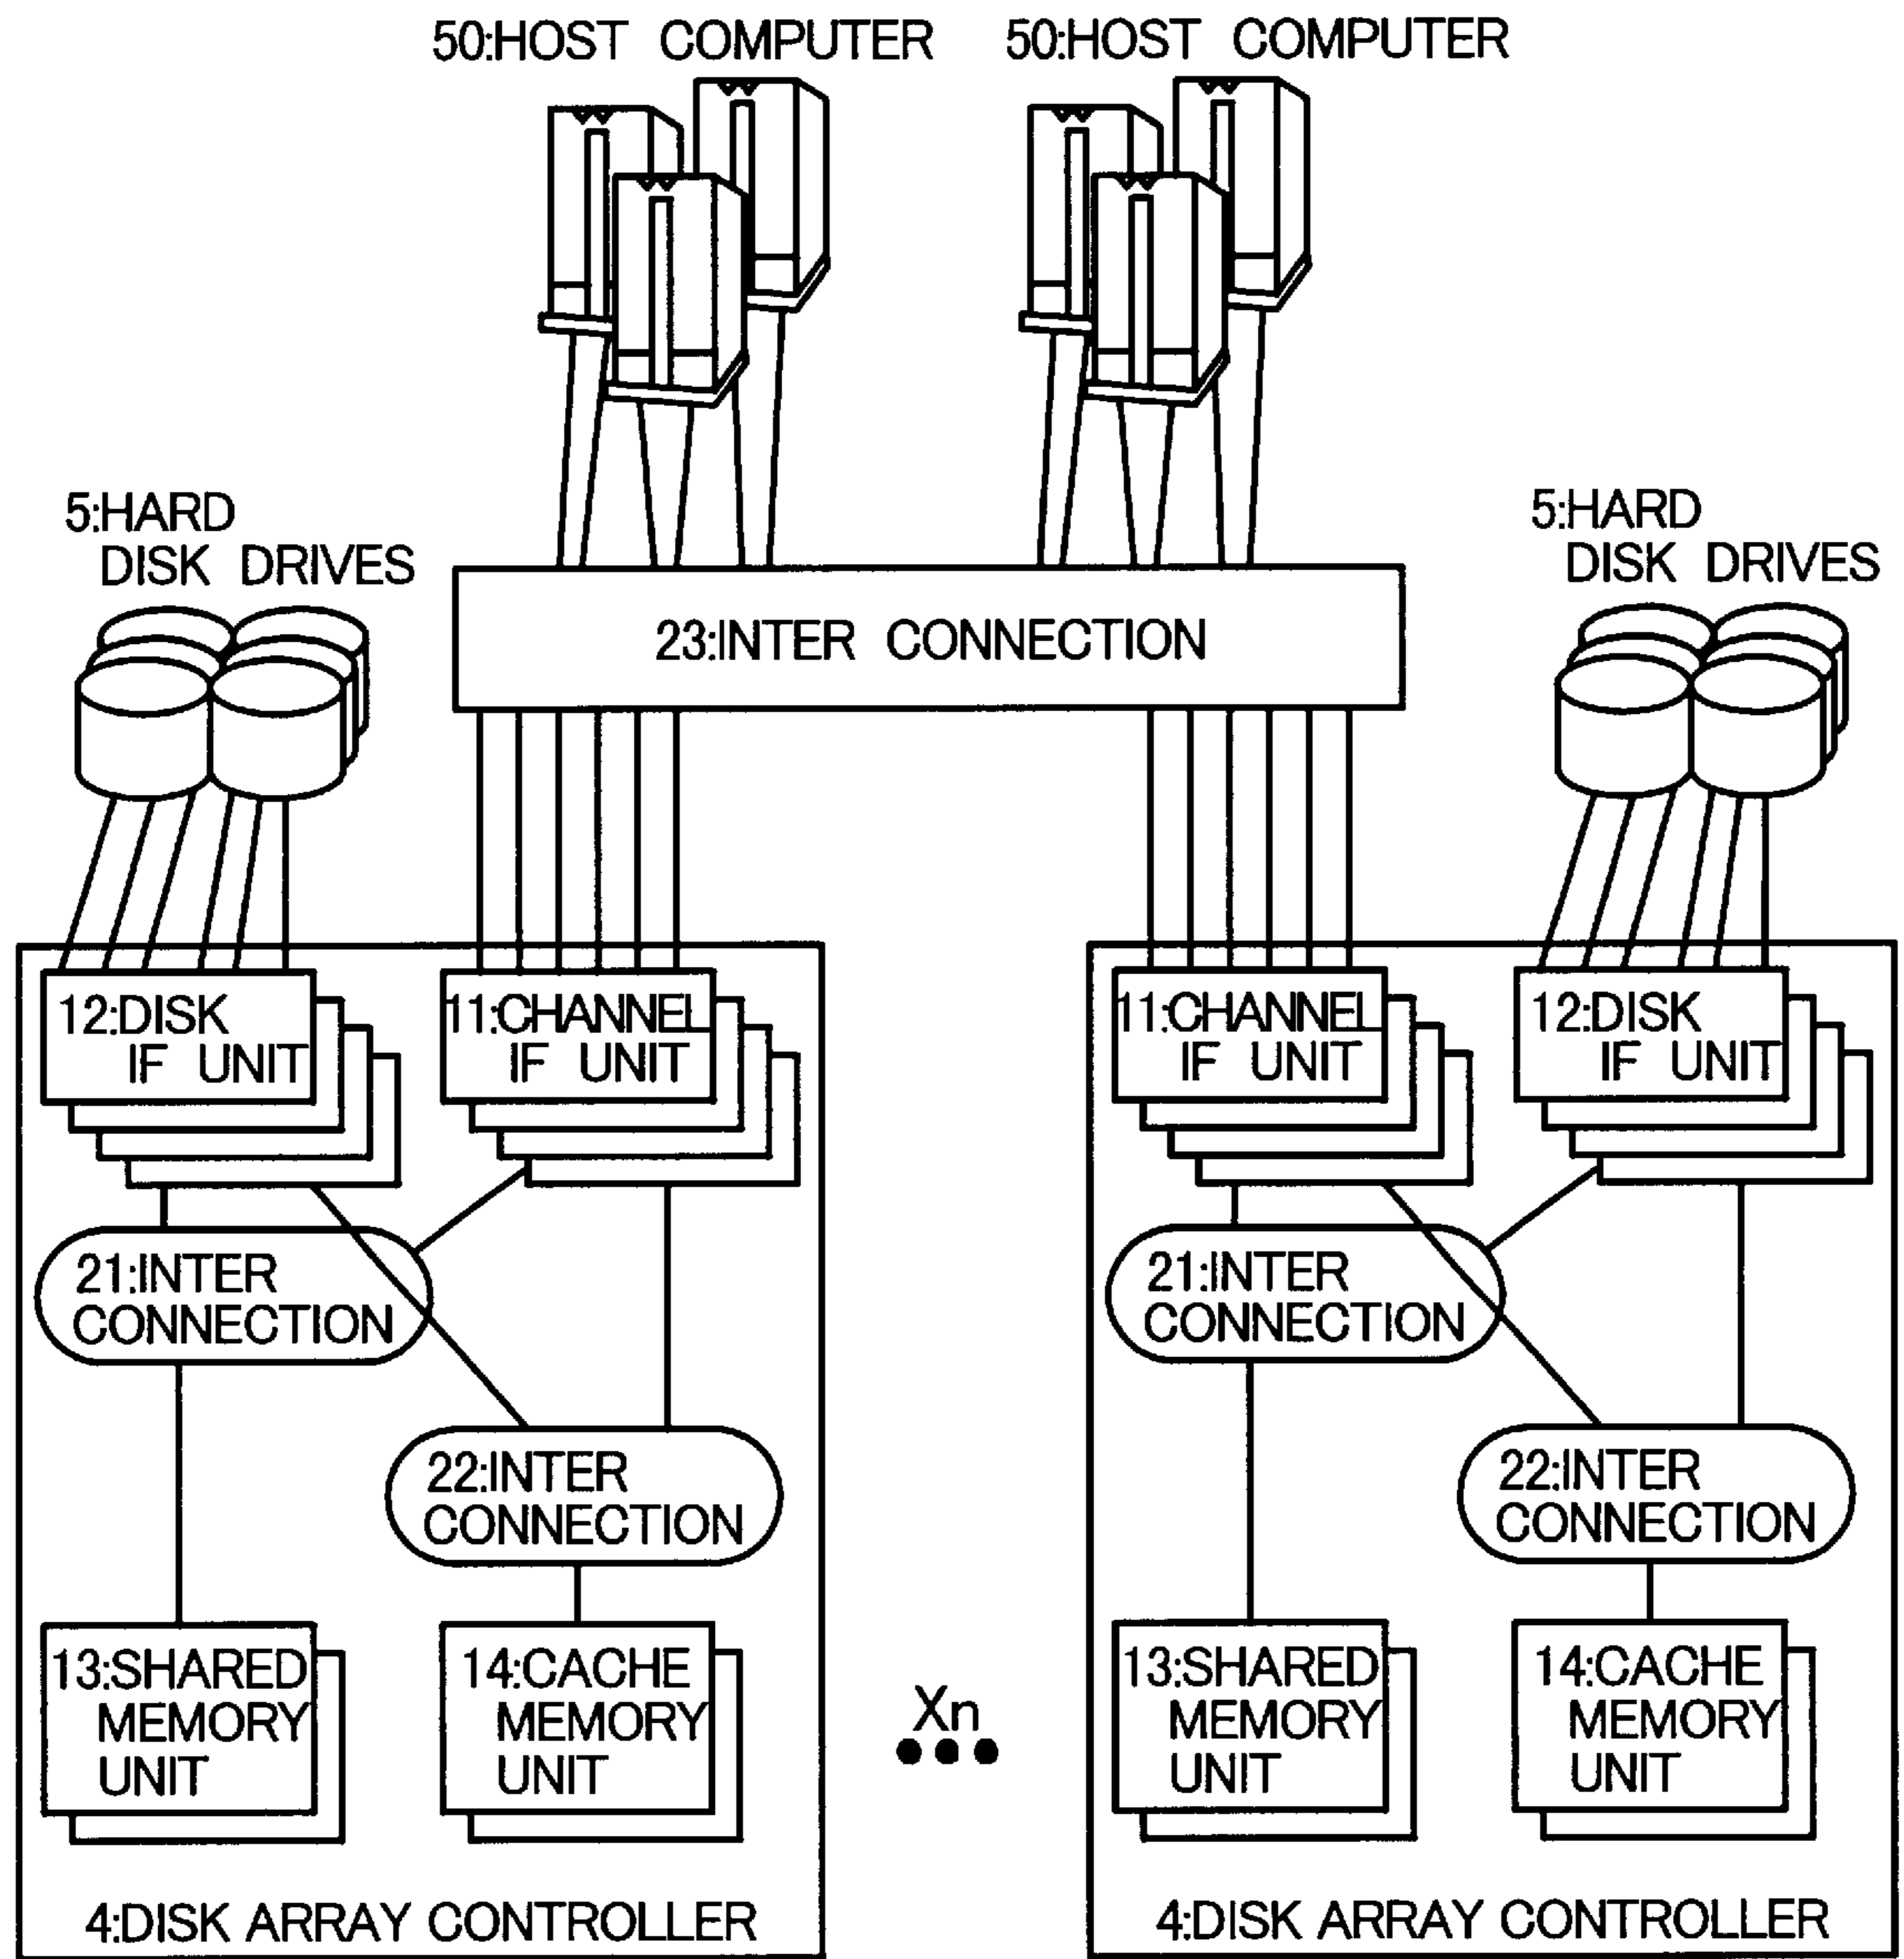 50:HOST COMPUTER
50:HOST COMPUTER
5:HARD
DISK DRIVES
5:HARD
DISK DRIVES
23:INTER CONNECTION
12:DISK
IF UNIT
11:CHANNEL
IF UNIT
11:CHANNEL
IF UNIT
12:DISK
IF UNIT
21:INTER
CONNECTION
21:INTER
CONNECTION
22:INTER
CONNECTION
22:INTER
CONNECTION
13:SHARED
MEMORY
UNIT
14:CACHE
MEMORY
UNIT
Xn
13:SHARED
MEMORY
UNIT
14:CACHE
MEMORY
UNIT
4:DISK ARRAY CONTROLLER
4:DISK ARRAY CONTROLLER